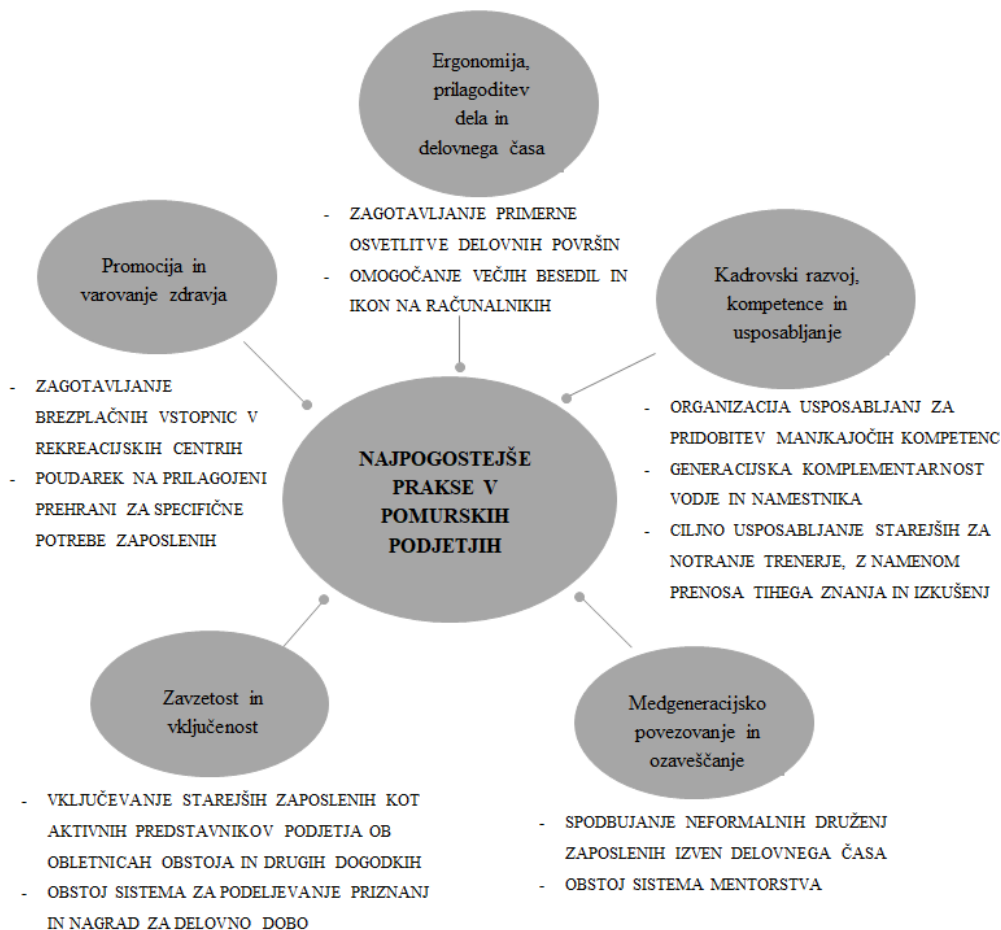 Ergonomija,
prilagoditev
dela in
delovnega časa
- ZAGOTAVLJANJE PRIMERNE
OSVETLITVE DELOVNIH POVRŠIN
- OMOGOČANJE VEČJIH BESEDIL IN
IKON NA RAČUNALNIKIH
Promocija in
varovanje zdravja
- ZAGOTAVLJANJE
BREZPLAČNIH VSTOPNIC V
REKREACIJSKIH CENTRIH
- POUDAREK NA PRILAGOJENI
PREHRANI ZA SPECIFIČNE
POTREBE ZAPOSLENIH
Kadrovski razvoj,
kompetence in
usposabljanje
- ORGANIZACIJA USPOSABLJANJ ZA
PRIDOBITEV MANJKAJOČIH KOMPETENC
- GENERACIJSKA KOMPLEMENTARNOST
VODJE IN NAMESTNIKA
- CILJNO USPOSABLJANJE STAREJŠIH ZA
NOTRANJE TRENERJE, Z NAMENOM
PRENOSA TIHEGA ZNANJA IN IZKUŠENJ
NAJPOGOSTEJŠE
PRAKSE V
POMURSKIH
PODJETJIH
Zavzetost in
vključenost
- VKLJUČEVANJE STAREJŠIH ZAPOSLENIH KOT
AKTIVNIH PREDSTAVNIKOV PODJETJA OB
OBLETNICAH OBSTOJA IN DRUGIH DOGODKIH
- OBSTOJ SISTEMA ZA PODELJEVANJE PRIZNANJ
IN NAGRAD ZA DELOVNO DOBO
Medgeneracijsko
povezovanje in
ozaveščanje
- SPODBUJANJE NEFORMALNIH DRUŽENJ
ZAPOSLENIH IZVEN DELOVNEGA ČASA
- OBSTOJ SISTEMA MENTORSTVA